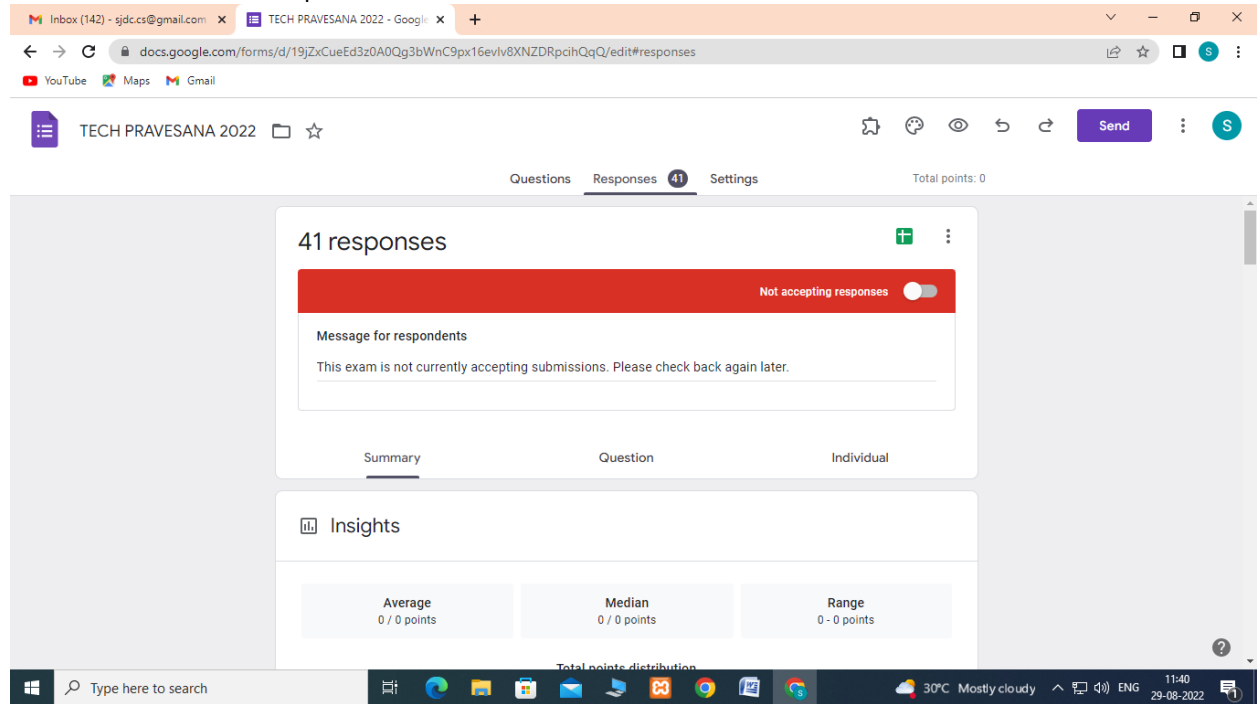 Inbox (142) - sjdc.cs@gmail.com
TECH PRAVESANA 2022 - Google
docs.google.com/forms/d/19jZxCueEd3z0A0Qg3bWnC9px16evIv8XNZDRpcihQqQ/edit#responses
S
YouTube Maps Gmail
TECH PRAVESANA 2022
Send
S
Questions Responses 41 Settings
Total points: 0
41 responses
Not accepting responses
Message for respondents
This exam is not currently accepting submissions. Please check back again later.
Summary Question Individual
Insights
Average Median Range
0 / 0 points 0 / 0 points 0 - 0 points
Total points distribution
Type here to search
30°C Mostly cloudy ENG
11:40
29-08-2022
1